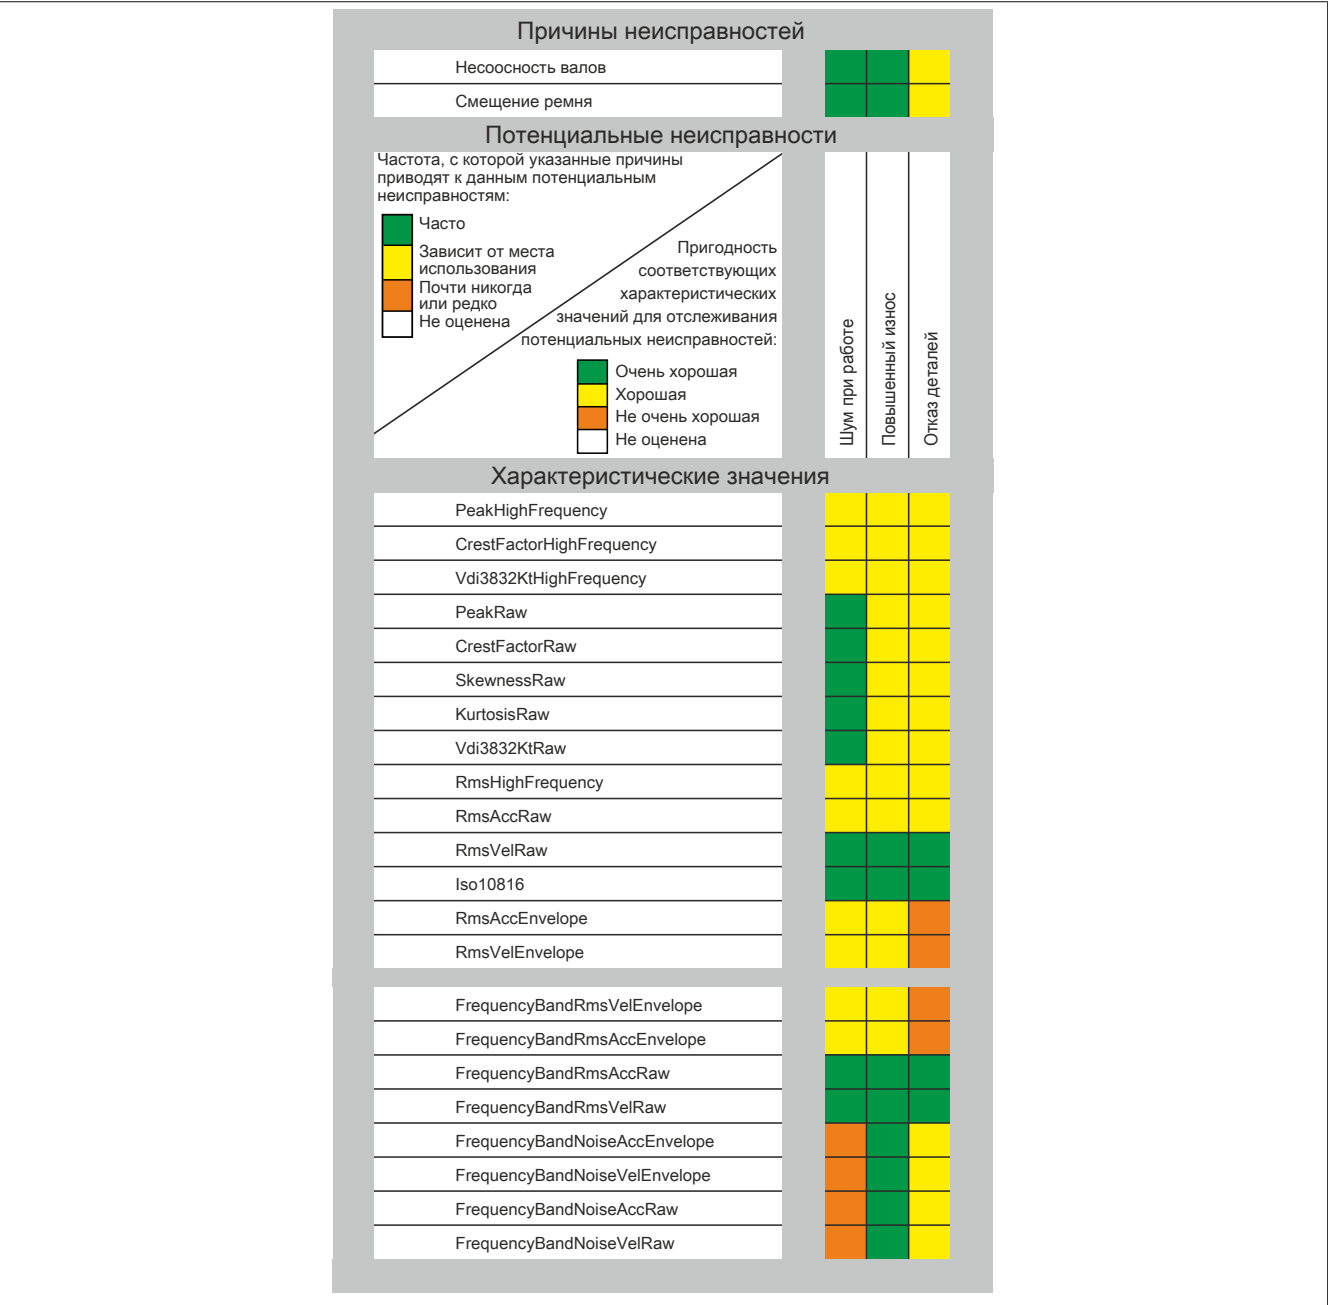 Причины неисправностей
Несоосность валов
Смещение ремня
Потенциальные неисправности
Частота, с которой указанные причины
приводят к данным потенциальным
неисправностям:
Часто
Зависит от места
использования
Почти никогда
или редко
Не оценена
Пригодность
соответствующих
характеристических
значений для отслеживания
потенциальных неисправностей:
Очень хорошая
Хорошая
Не очень хорошая
Не оценена
Шум при работе
Повышенный износ
Отказ деталей
Характеристические значения
PeakHighFrequency
CrestFactorHighFrequency
Vdi3832KtHighFrequency
PeakRaw
CrestFactorRaw
SkewnessRaw
KurtosisRaw
Vdi3832KtRaw
RmsHighFrequency
RmsAccRaw
RmsVelRaw
Iso10816
RmsAccEnvelope
RmsVelEnvelope
FrequencyBandRmsVelEnvelope
FrequencyBandRmsAccEnvelope
FrequencyBandRmsAccRaw
FrequencyBandRmsVelRaw
FrequencyBandNoiseAccEnvelope
FrequencyBandNoiseVelEnvelope
FrequencyBandNoiseAccRaw
FrequencyBandNoiseVelRaw